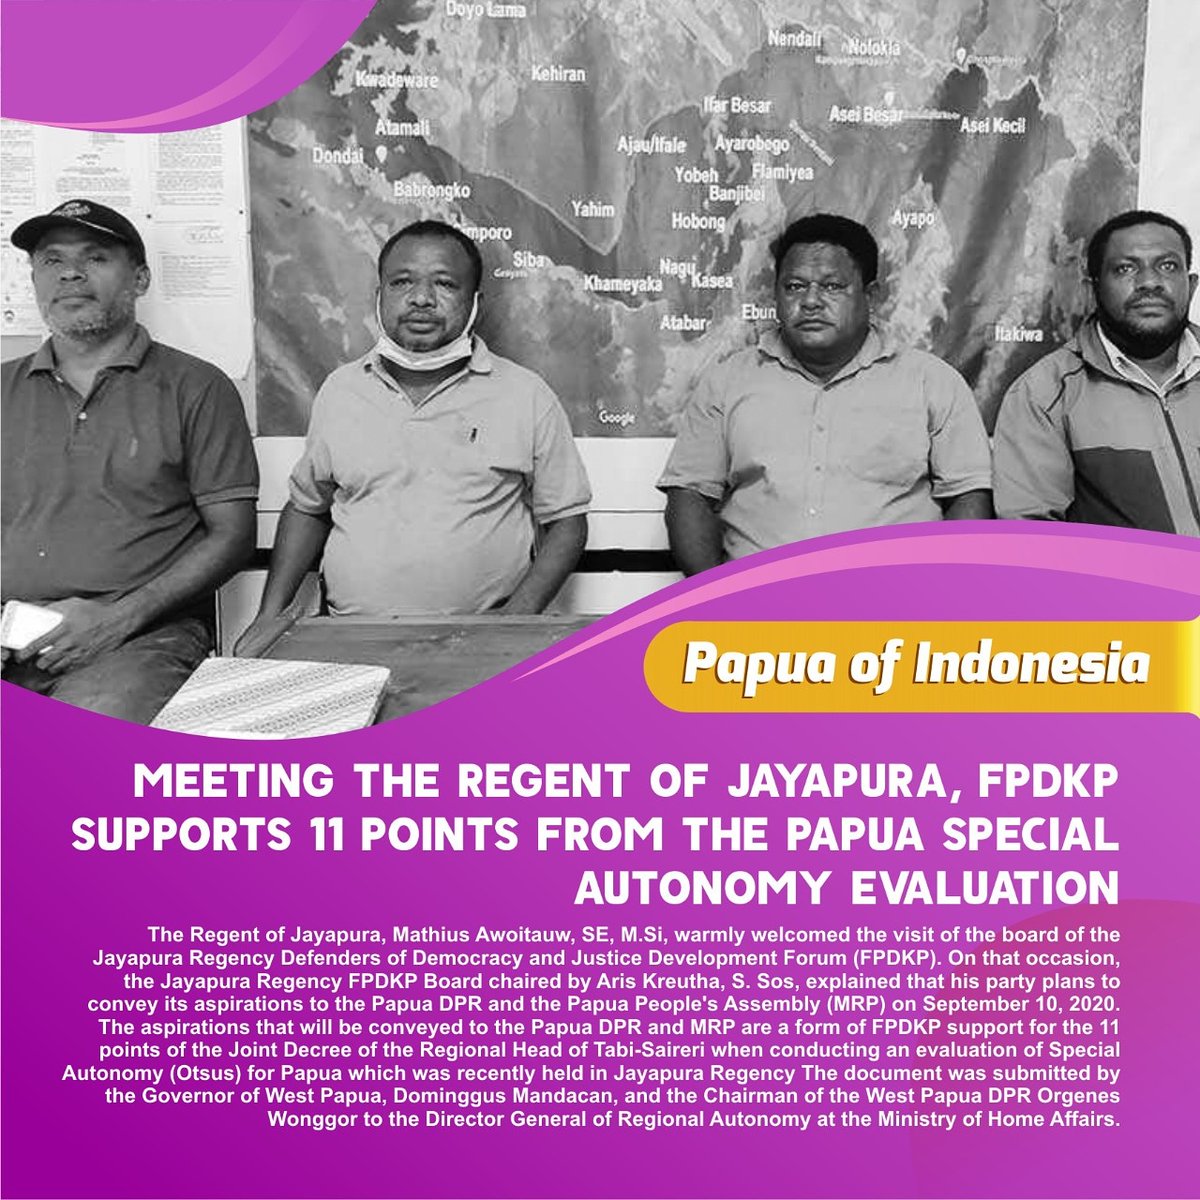 Doyo Lama
Nendali
Nolokla
Kwadeware
Kehiran
Ifar Besar
Asei Besar
Asei Kecil
Atamali
Ajau/Ifale
Ayarobego
Dondai
Yobeh
Flamiyea
Babrongko
Banjibei
Yahim
Hobong
Ayapo
Simporo
Siba
Nagu
Khameyaka
Kasea
Ebun
Atabar
Itakiwa
Google
Papua of Indonesia
MEETING THE REGENT OF JAYAPURA, FPDKP
SUPPORTS 11 POINTS FROM THE PAPUA SPECIAL
AUTONOMY EVALUATION
The Regent of Jayapura, Mathius Awoitauw, SE, M.Si, warmly welcomed the visit of the board of the
Jayapura Regency Defenders of Democracy and Justice Development Forum (FPDKP). On that occasion,
the Jayapura Regency FPDKP Board chaired by Aris Kreutha, S. Sos, explained that his party plans to
convey its aspirations to the Papua DPR and the Papua People's Assembly (MRP) on September 10, 2020.
The aspirations that will be conveyed to the Papua DPR and MRP are a form of FPDKP support for the 11
points of the Joint Decree of the Regional Head of Tabi-Saireri when conducting an evaluation of Special
Autonomy (Otsus) for Papua which was recently held in Jayapura Regency The document was submitted by
the Governor of West Papua, Dominggus Mandacan, and the Chairman of the West Papua DPR Orgenes
Wonggor to the Director General of Regional Autonomy at the Ministry of Home Affairs.